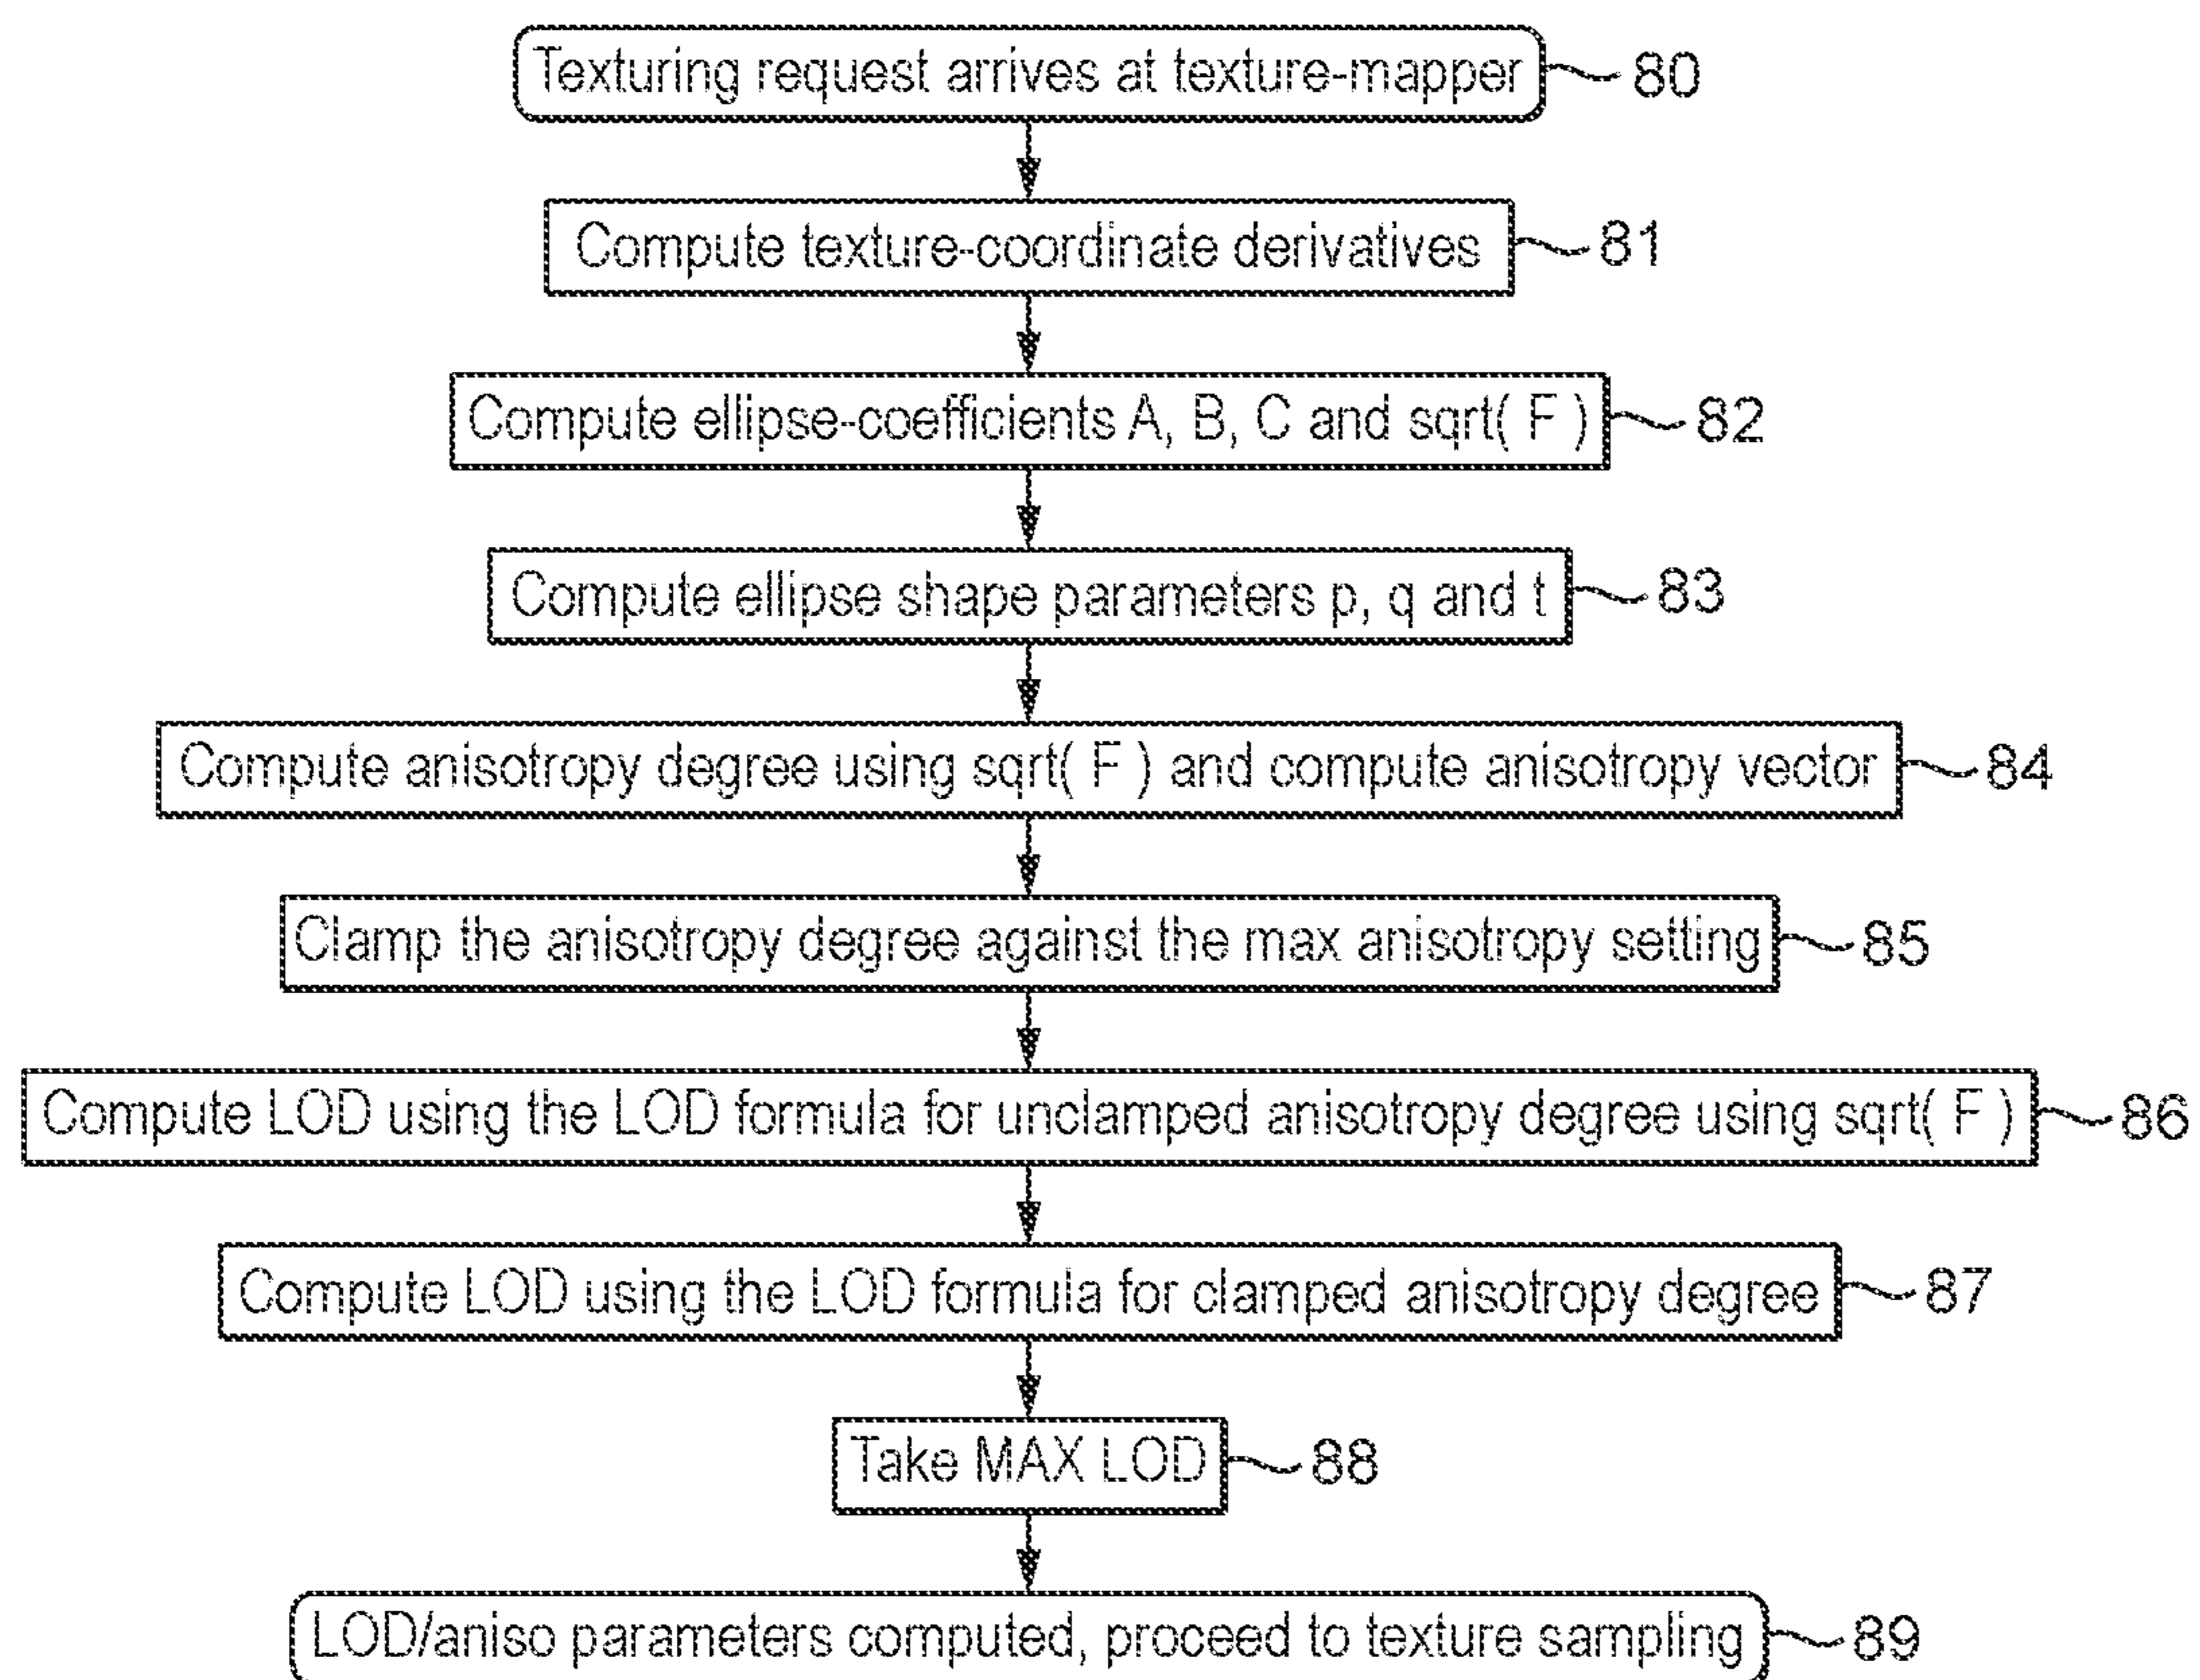 Texturing request arrives at texture-mapper 80
Compute texture-coordinate derivatives 81
Compute ellipse-coefficients A, B, C and sqrt( F ) 82
Compute ellipse shape parameters p, q and t 83
Compute anisotropy degree using sqrt( F ) and compute anisotropy vector 84
Clamp the anisotropy degree against the max anisotropy setting 85
Compute LOD using the LOD formula for unclamped anisotropy degree using sqrt( F ) 86
Compute LOD using the LOD formula for clamped anisotropy degree 87
Take MAX LOD 88
LOD/aniso parameters computed, proceed to texture sampling 89